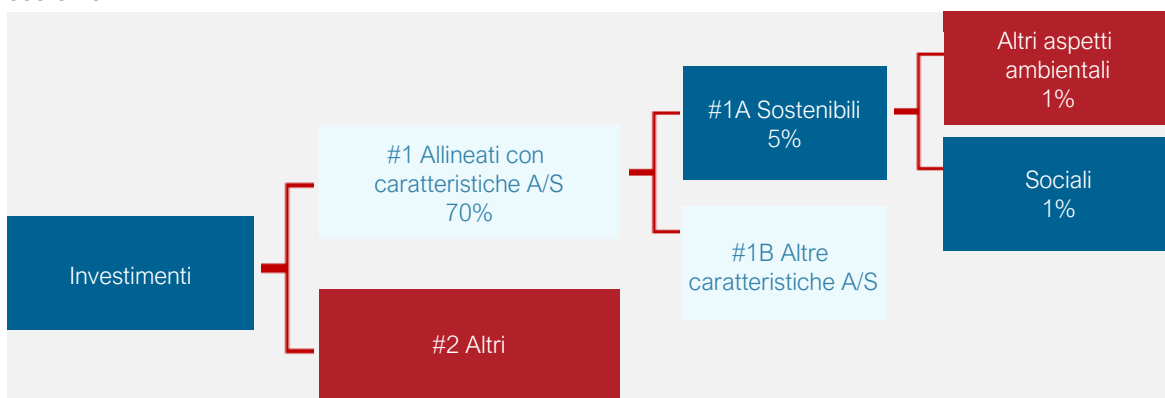 Investimenti
#1 Allineati con
caratteristiche A/S
70%
#2 Altri
#1A Sostenibili
5%
#1B Altre
caratteristiche A/S
Altri aspetti
ambientali
1%
Sociali
1%